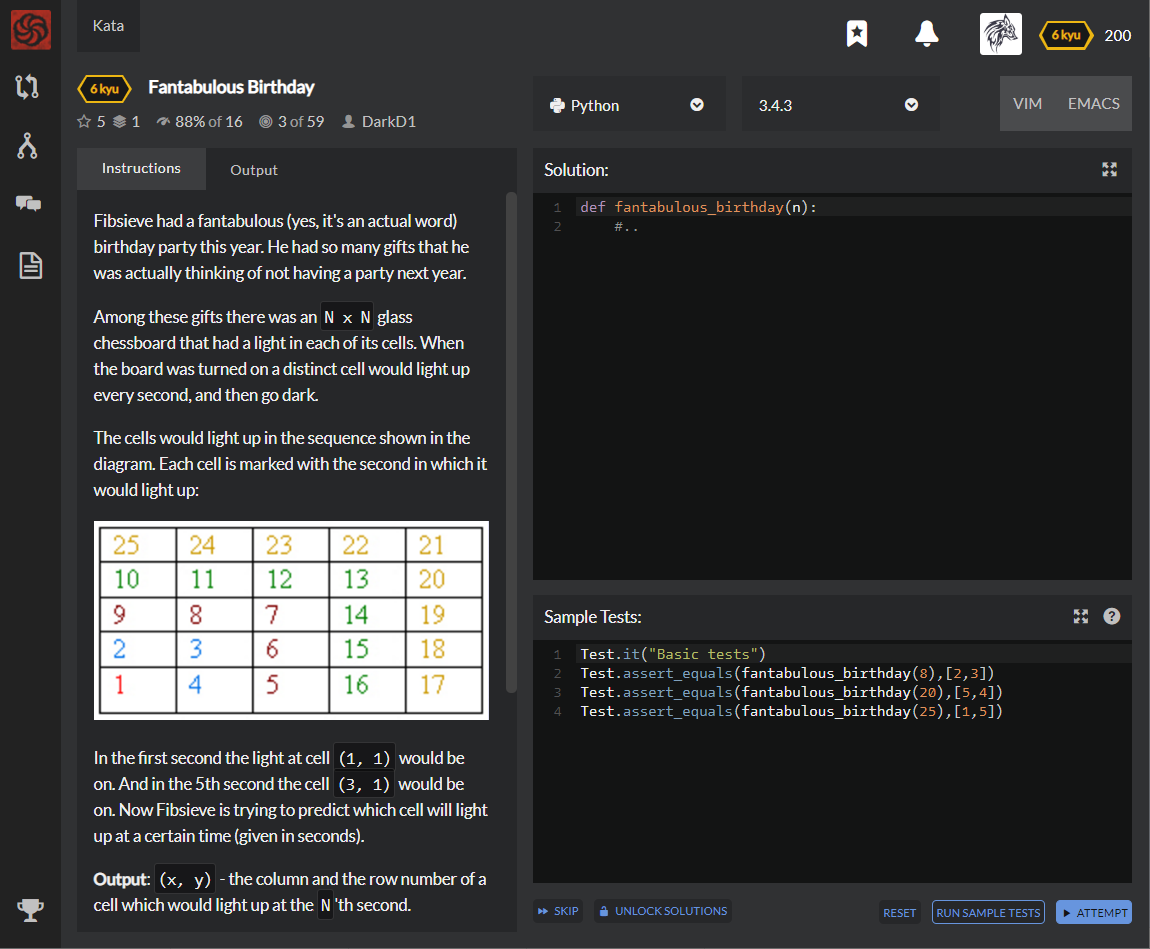 Kata
6 kyu 200
6 kyu Fantabulous Birthday
5 1 88% of 16 3 of 59 DarkD1
Python
3.4.3
VIM EMACS
Instructions Output
Fibsieve had a fantabulous (yes, it's an actual word)
birthday party this year. He had so many gifts that he
was actually thinking of not having a party next year.
Among these gifts there was an N x N glass
chessboard that had a light in each of its cells. When
the board was turned on a distinct cell would light up
every second, and then go dark.
The cells would light up in the sequence shown in the
diagram. Each cell is marked with the second in which it
would light up:
25 24 23 22 21
10 11 12 13 20
9 8 7 14 19
2 3 6 15 18
1 4 5 16 17
In the first second the light at cell (1, 1) would be
on. And in the 5th second the cell (3, 1) would be
on. Now Fibsieve is trying to predict which cell will light
up at a certain time (given in seconds).
Output: (x, y) - the column and the row number of a
cell which would light up at the N 'th second.
Solution:
1 def fantabulous_birthday(n):
2 #..
Sample Tests:
?
1 Test.it("Basic tests")
2 Test.assert_equals(fantabulous_birthday(8),[2,3])
3 Test.assert_equals(fantabulous_birthday(20),[5,4])
4 Test.assert_equals(fantabulous_birthday(25),[1,5])
SKIP UNLOCK SOLUTIONS RESET RUN SAMPLE TESTS ATTEMPT